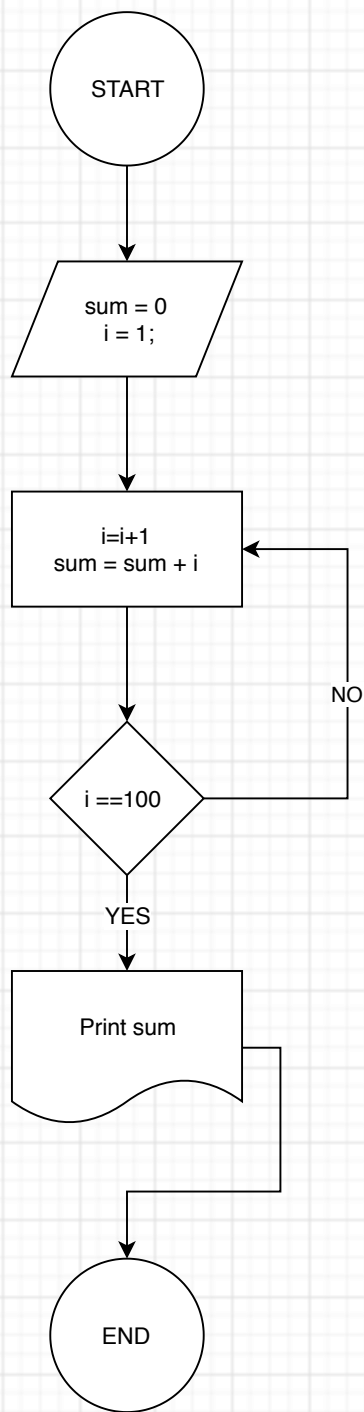 START
sum = 0
i = 1;
i=i+1
sum = sum + i
NO
i ==100
YES
Print sum
END